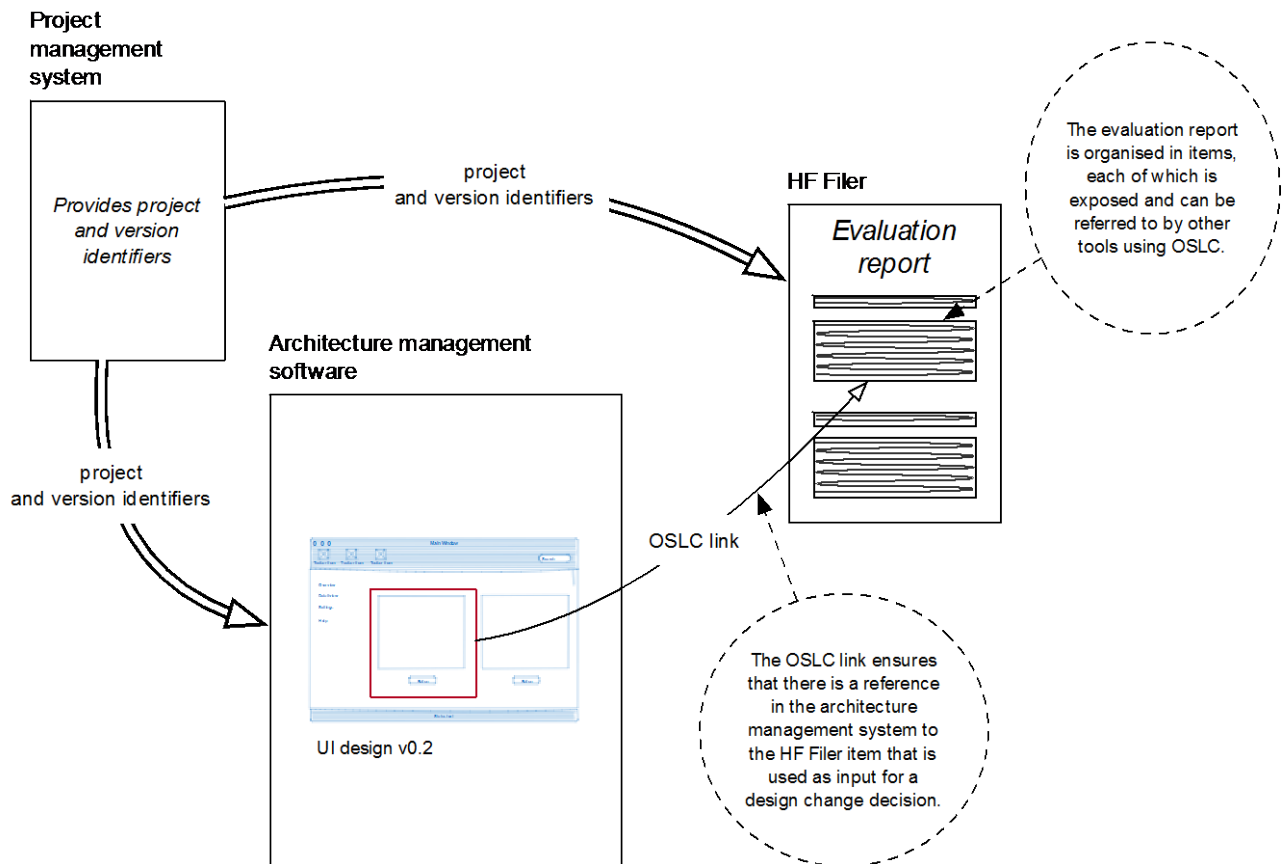 Project
management
system
Provides project
and version
identifiers
project
and version identifiers
HF Filer
Evaluation
report
The evaluation report
is organised in items,
each of which is
exposed and can be
referred to by other
tools using OSLC.
Architecture management
software
project
and version identifiers
Main Window
OSLC link
UI design v0.2
The OSLC link ensures
that there is a reference
in the architecture
management system to
the HF Filer item that is
used as input for a
design change decision.